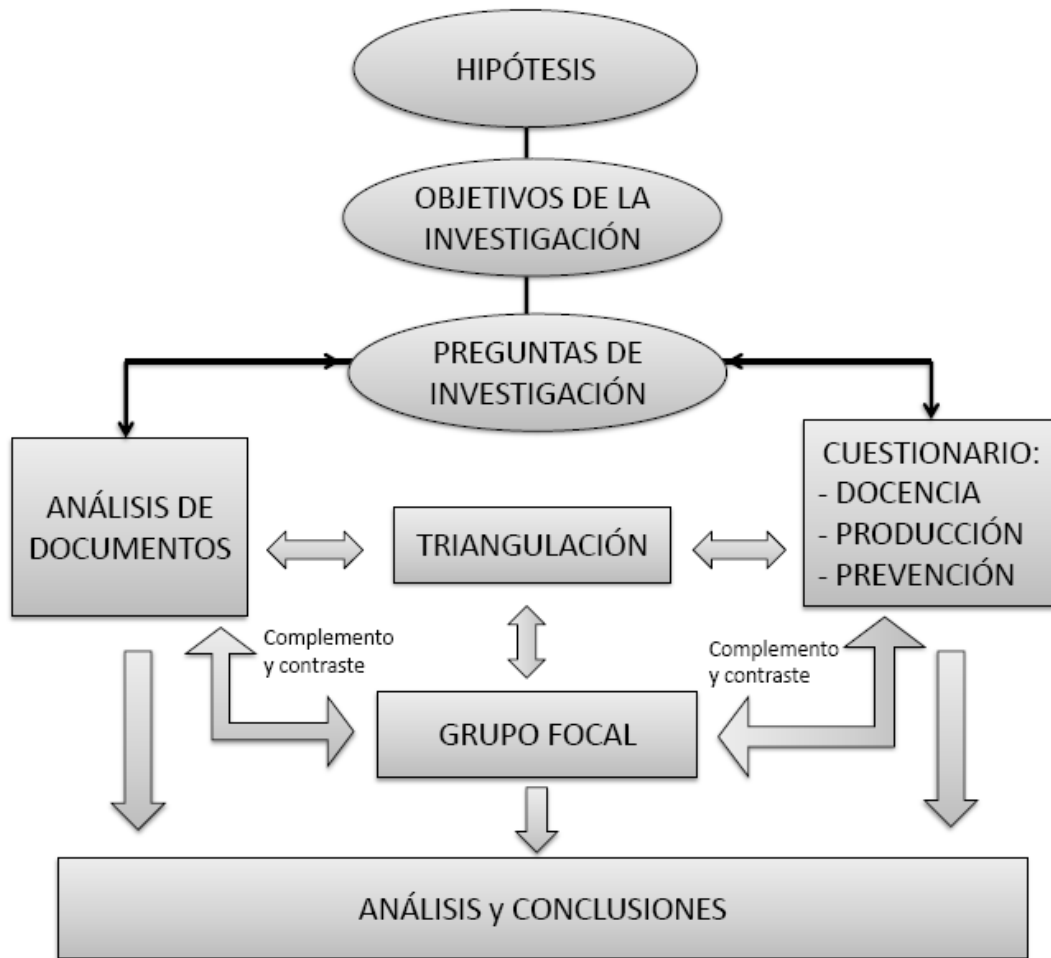 HIPÓTESIS
OBJETIVOS DE LA
INVESTIGACIÓN
PREGUNTAS DE
INVESTIGACIÓN
ANÁLISIS DE
DOCUMENTOS
TRIANGULACIÓN
CUESTIONARIO:
- DOCENCIA
- PRODUCCIÓN
- PREVENCIÓN
Complemento
y contraste
Complemento
y contraste
GRUPO FOCAL
ANÁLISIS y CONCLUSIONES